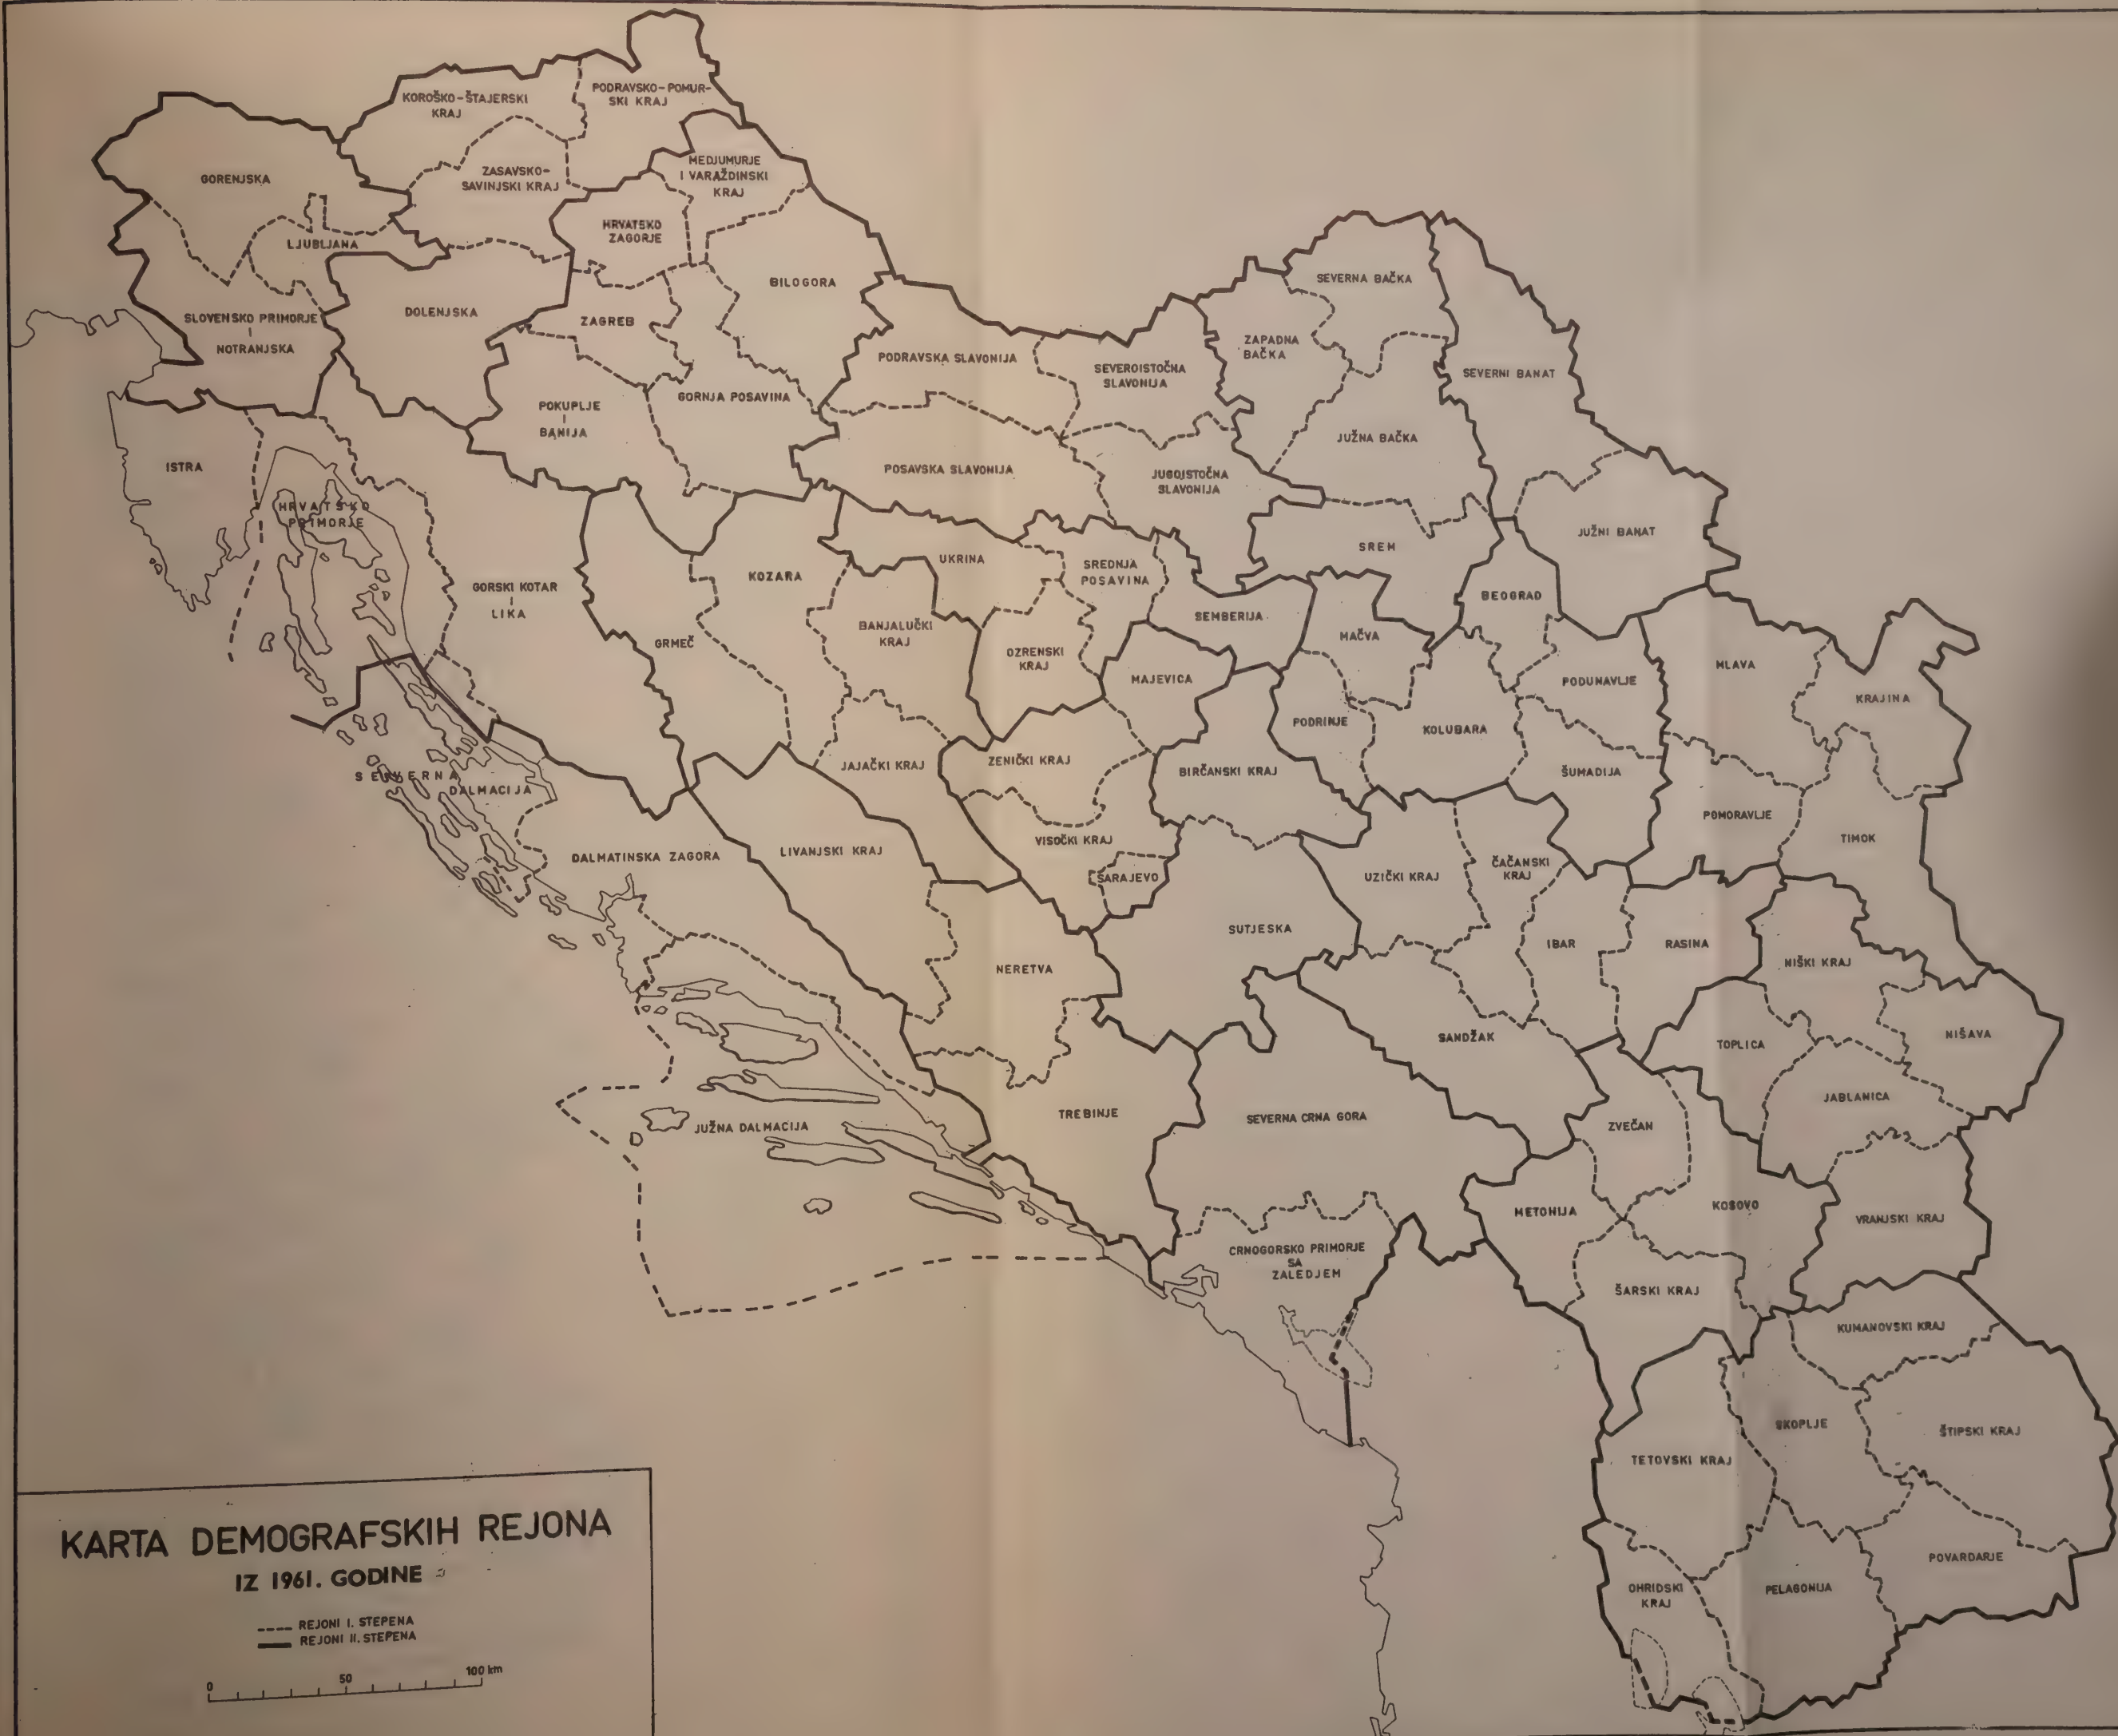 PODRAVSKO-POMUR-
SKI KRAJ
KOROŠKO-ŠTAJERSKI
KRAJ
MEDJUMURJE
I VARAŽDINSKI
KRAJ
GORENJSKA
ZASAVSKO-
SAVINJSKI KRAJ
HRVATSKO
ZAGORJE
LJUBLJANA
SLOVENSKO PRIMORJE
I
NOTRANJSKA
DOLENJSKA
ZAGREB
BILOGORA
SEVERNA BAČKA
ZAPADNA
BAČKA
PODRAVSKA SLAVONIJA
SEVEROISTOČNA
SLAVONIJA
SEVERNI BANAT
POKUPLJE
I
BANIJA
GORNJA POSAVINA
JUŽNA BAČKA
ISTRA
POSAVSKA SLAVONIJA
JUGOISTOČNA
SLAVONIJA
HRVATSKO
PRIMORJE
JUŽNI BANAT
SREM
UKRINA
SREDNJA
POSAVINA
KOZARA
GORSKI KOTAR
I
LIKA
BEOGRAD
SEMBERIJA
MAČVA
BANJALUČKI
KRAJ
GRMEČ
OZRENSKI
KRAJ
MAJEVICA
PODUNAVLJE
MLAVA
KRAJINA
PODRINJE
KOLUBARA
ZENIČKI KRAJ
JAJAČKI KRAJ
BIRČANSKI KRAJ
ŠUMADIJA
SEVERNA
DALMACIJA
POMORAVLJE
TIMOK
VISOČKI KRAJ
DALMATINSKA ZAGORA
LIVANJSKI KRAJ
SARAJEVO
UZIČKI KRAJ
ČAČANSKI
KRAJ
SUTJESKA
IBAR
RASINA
NIŠKI KRAJ
NERETVA
SANDŽAK
TOPLICA
NIŠAVA
JABLANICA
TREBINJE
SEVERNA CRNA GORA
ZVEČAN
JUŽNA DALMACIJA
METOHIJA
KOSOVO
VRANJSKI KRAJ
CRNOGORSKO PRIMORJE
SA
ZALEDJEM
ŠARSKI KRAJ
KUMANOVSKI KRAJ
SKOPLJE
ŠTIPSKI KRAJ
TETOVSKI KRAJ
POVARDARJE
OHRIDSKI
KRAJ
PELAGONIJA
KARTA DEMOGRAFSKIH REJONA
IZ 1961. GODINE
REJONI I. STEPENA
REJONI II. STEPENA
0 50 100 km